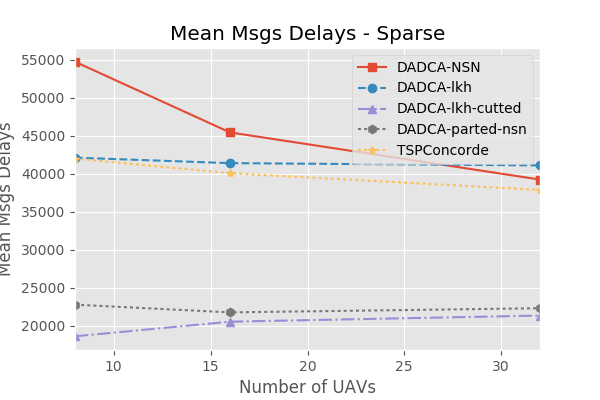 Mean Msgs Delays - Sparse
DADCA-NSN
DADCA-lkh
DADCA-lkh-cutted
DADCA-parted-nsn
TSPConcorde
Mean Msgs Delays
55000
50000
45000
40000
35000
30000
25000
20000
10
15
20
25
30
Number of UAVs